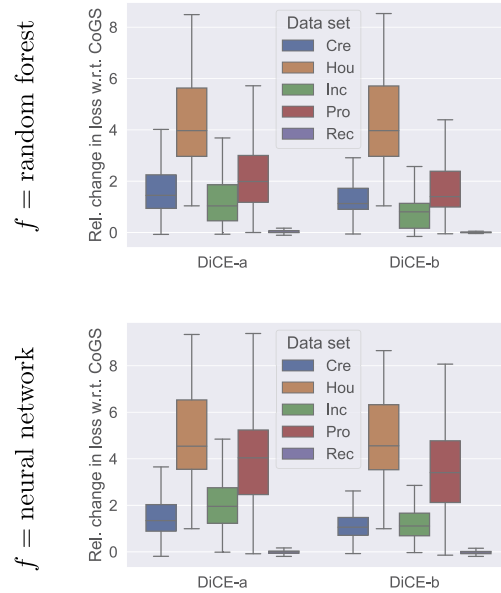 f = random forest
Rel. change in loss w.r.t. CoGS
8
6
4
2
0
Data set
Cre
Hou
Inc
Pro
Rec
DiCE-a
DiCE-b
f = neural network
Rel. change in loss w.r.t. CoGS
8
6
4
2
0
Data set
Cre
Hou
Inc
Pro
Rec
DiCE-a
DiCE-b